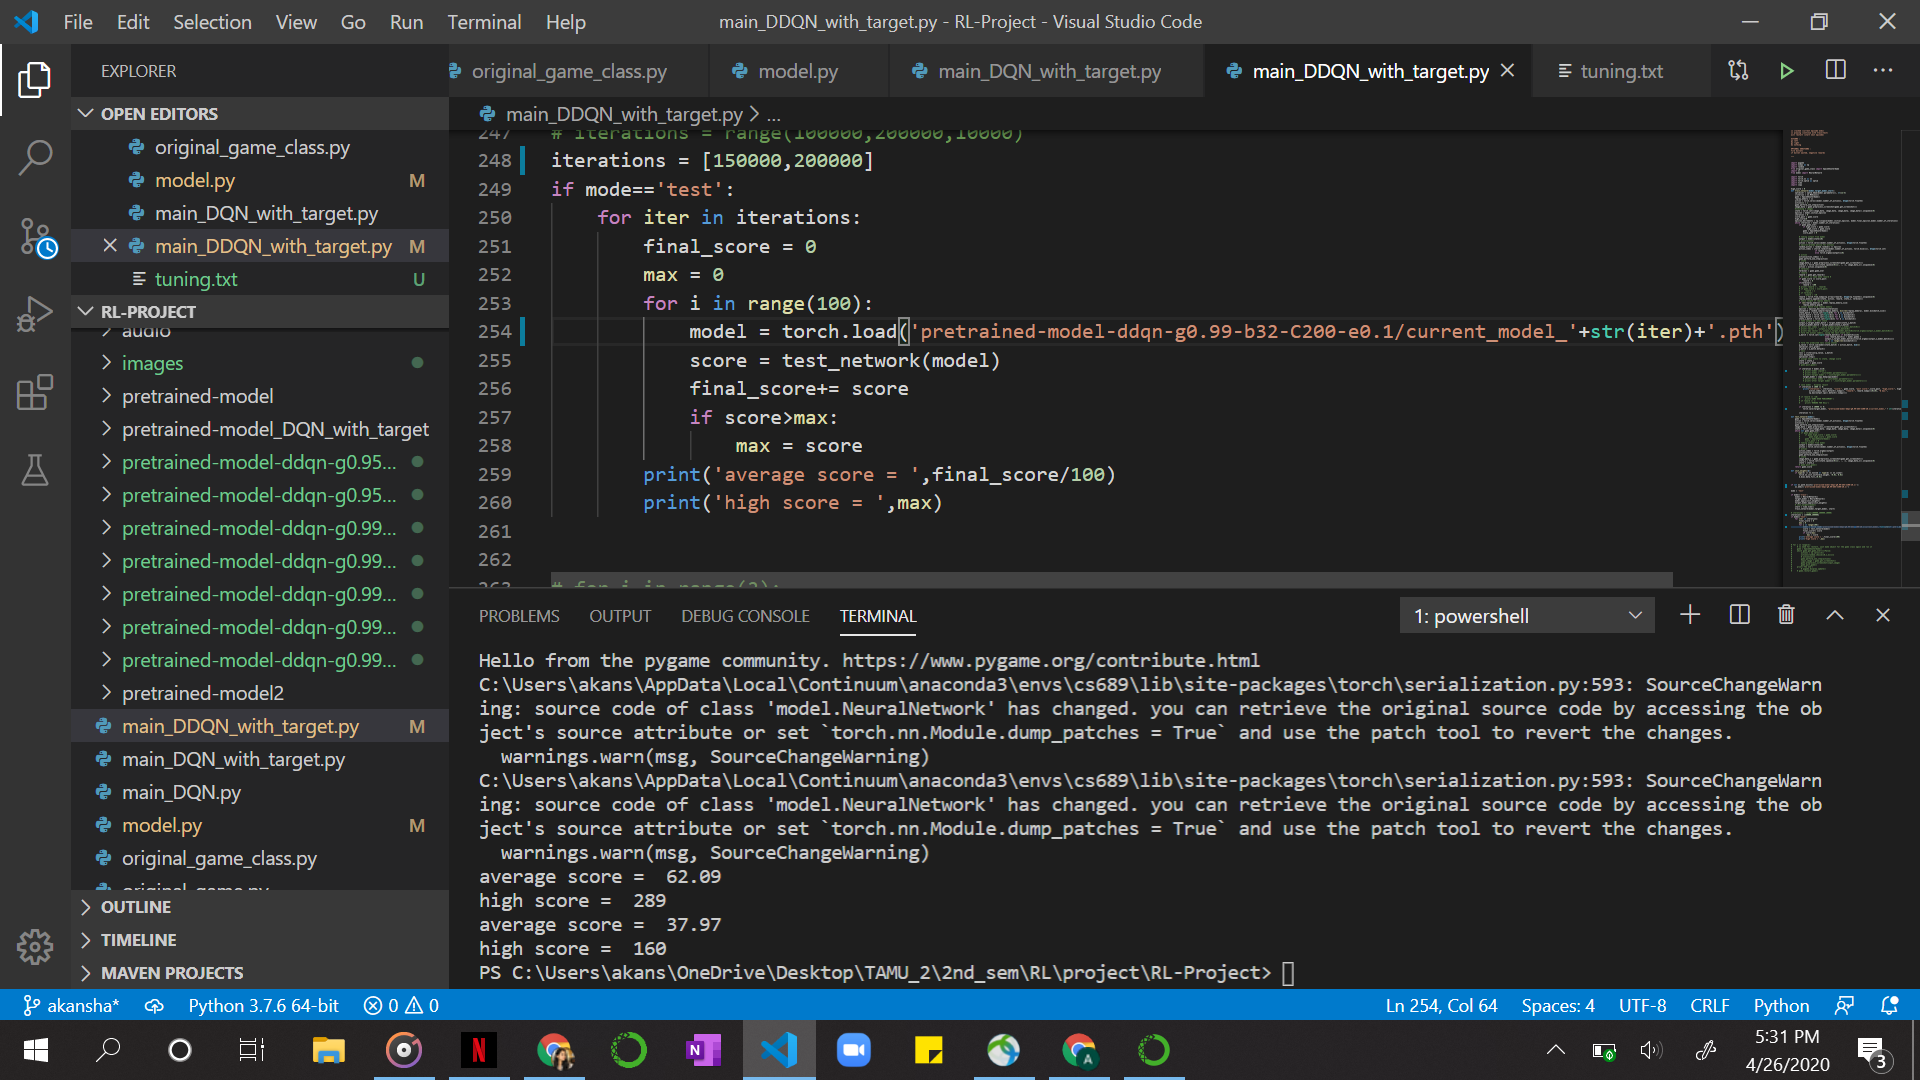 File Edit Selection View Go Run Terminal Help
main_DDQN_with_target.py - RL-Project - Visual Studio Code
EXPLORER
OPEN EDITORS
original_game_class.py
model.py M
main_DQN_with_target.py
main_DDQN_with_target.py M
tuning.txt U
RL-PROJECT
audio
images
pretrained-model
pretrained-model_DQN_with_target
pretrained-model-ddqn-g0.95...
pretrained-model-ddqn-g0.95...
pretrained-model-ddqn-g0.99...
pretrained-model-ddqn-g0.99...
pretrained-model-ddqn-g0.99...
pretrained-model-ddqn-g0.99...
pretrained-model-ddqn-g0.99...
pretrained-model2
main_DDQN_with_target.py M
main_DQN_with_target.py
main_DQN.py
model.py M
original_game_class.py
original_game.py
OUTLINE
TIMELINE
MAVEN PROJECTS
original_game_class.py model.py main_DQN_with_target.py main_DDQN_with_target.py tuning.txt
main_DDQN_with_target.py > ...
247 # iterations = range(100000,200000,10000)
248 iterations = [150000,200000]
249 if mode=='test':
250 for iter in iterations:
251 final_score = 0
252 max = 0
253 for i in range(100):
254 model = torch.load('pretrained-model-ddqn-g0.99-b32-C200-e0.1/current_model_'+str(iter)+'.pth')
255 score = test_network(model)
256 final_score+= score
257 if score>max:
258 max = score
259 print('average score = ',final_score/100)
260 print('high score = ',max)
261
262
263 # for i in range(2):
PROBLEMS OUTPUT DEBUG CONSOLE TERMINAL 1: powershell
Hello from the pygame community. https://www.pygame.org/contribute.html
C:\Users\akans\AppData\Local\Continuum\anaconda3\envs\cs689\lib\site-packages\torch\serialization.py:593: SourceChangeWarn
ing: source code of class 'model.NeuralNetwork' has changed. you can retrieve the original source code by accessing the ob
ject's source attribute or set `torch.nn.Module.dump_patches = True` and use the patch tool to revert the changes.
warnings.warn(msg, SourceChangeWarning)
C:\Users\akans\AppData\Local\Continuum\anaconda3\envs\cs689\lib\site-packages\torch\serialization.py:593: SourceChangeWarn
ing: source code of class 'model.NeuralNetwork' has changed. you can retrieve the original source code by accessing the ob
ject's source attribute or set `torch.nn.Module.dump_patches = True` and use the patch tool to revert the changes.
warnings.warn(msg, SourceChangeWarning)
average score =  62.09
high score =  289
average score =  37.97
high score =  160
PS C:\Users\akans\OneDrive\Desktop\TAMU_2\2nd_sem\RL\project\RL-Project>
akansha* Python 3.7.6 64-bit 0 0 Ln 254, Col 64 Spaces: 4 UTF-8 CRLF Python
N
N
A
5:31 PM
4/26/2020
3